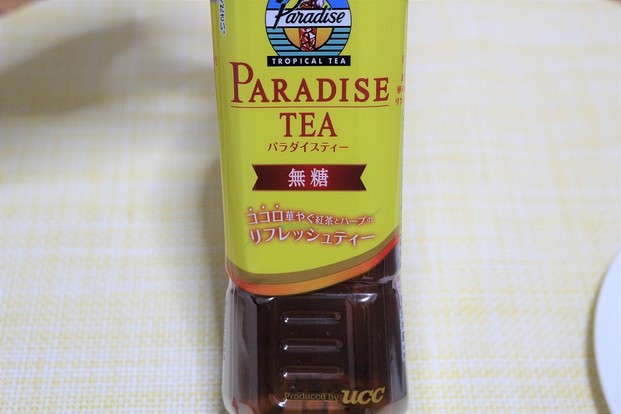 Paradise
TROPICAL TEA
PARADISE
TEA
パラダイスティー
無糖
ココロ華やぐ紅茶とハーブの
リフレッシュティー
Produced by UCC